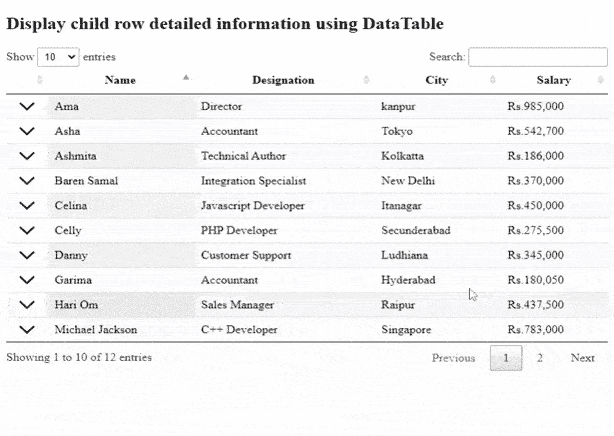 Display child row detailed information using DataTable
Show 10 entries Search:
Name Designation City Salary
Ama Director kanpur Rs.985,000
Asha Accountant Tokyo Rs.542,700
Ashmita Technical Author Kolkatta Rs.186,000
Baren Samal Integration Specialist New Delhi Rs.370,000
Celina Javascript Developer Itanagar Rs.450,000
Celly PHP Developer Secunderabad Rs.275,500
Danny Customer Support Ludhiana Rs.345,000
Garima Accountant Hyderabad Rs.180,050
Hari Om Sales Manager Raipur Rs.437,500
Michael Jackson C++ Developer Singapore Rs.783,000
Showing 1 to 10 of 12 entries Previous 1 2 Next